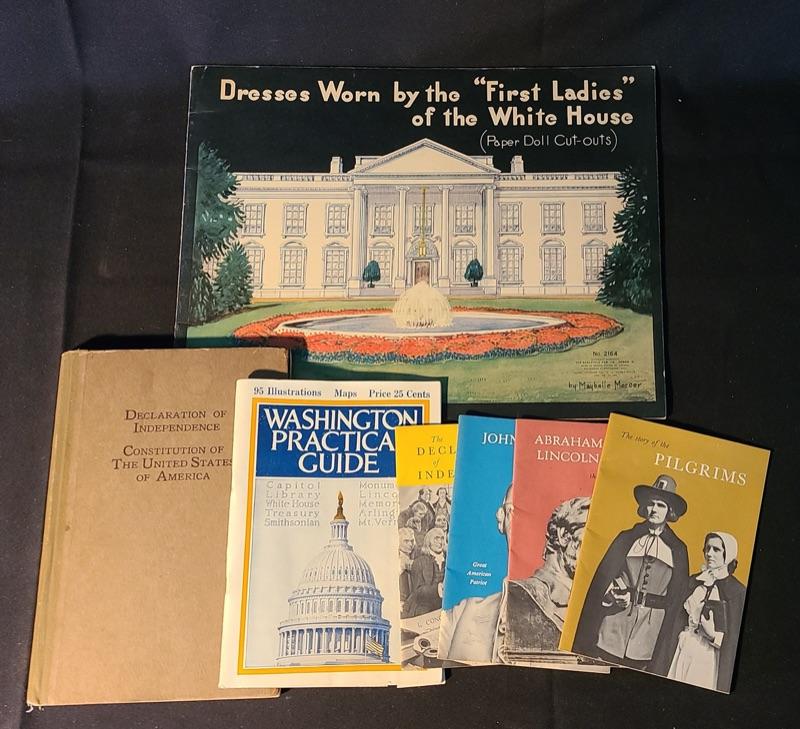 Dresses Worn by the "First Ladies"
of the White House
(Paper Doll Cut-outs)
No. 2164
by Maybelle Mercer
DECLARATION OF
INDEPENDENCE
CONSTITUTION OF
THE UNITED STATES
OF AMERICA
95 Illustrations Maps Price 25 Cents
WASHINGTON
PRACTICA
GUIDE
Capitol Monum
Library Linco
White House Memor
Treasury Arling
Smithsonian Mt. Ver
The
DECL
of
INDE
JOHN
Great
American
Patriot
ABRAHAM
LINCOLN
The story of the
PILGRIMS